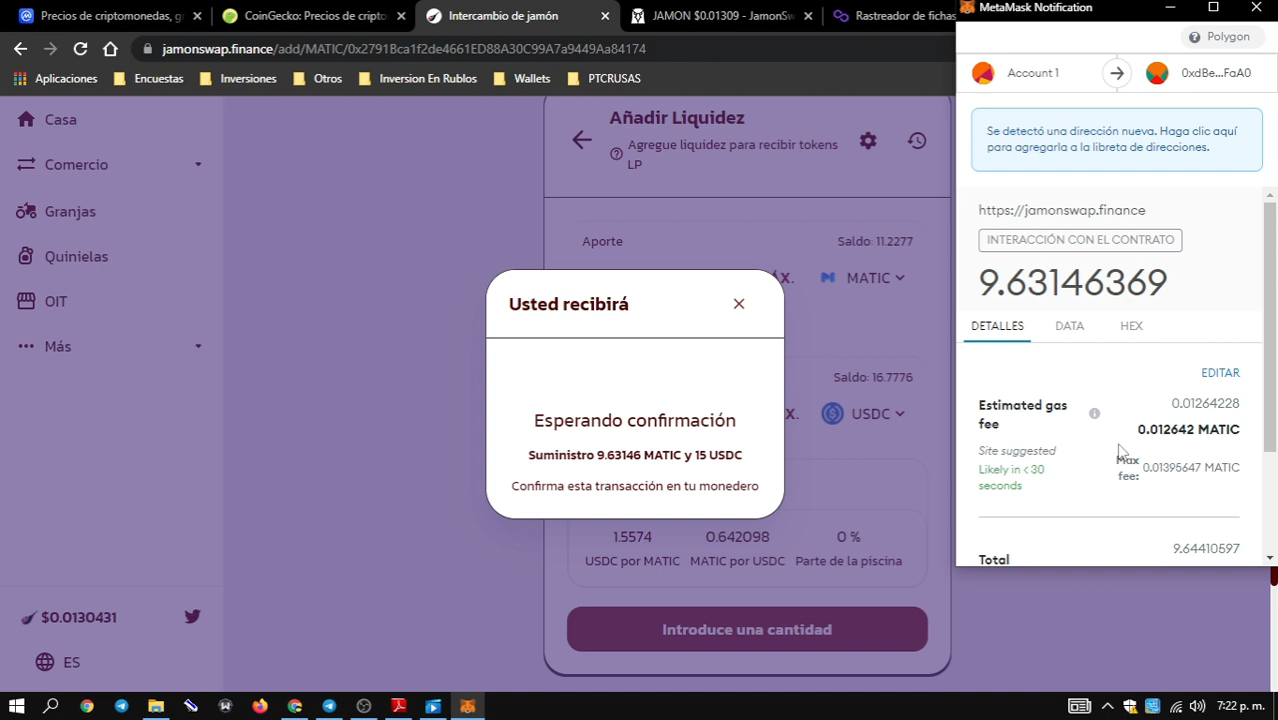 Precios de criptomonedas, g
CoinGecko: Precios de cripto
Intercambio de jamón
JAMON $0.01309 - JamonSw
Rastreador de fichas
jamonswap.finance/add/MATIC/0x2791Bca1f2de4661ED88A30C99A7a9449Aa84174
Aplicaciones
Encuestas
Inversiones
Otros
Inversion En Rublos
Wallets
PTCRUSAS
Casa
Comercio
Granjas
Quinielas
OIT
Más
$0.0130431
ES
Añadir Liquidez
Agregue liquidez para recibir tokens
LP
Aporte
Saldo: 11.2277
ÁX.
MATIC
Saldo: 16.7776
X.
USDC
1.5574
0.642098
0 %
USDC por MATIC
MATIC por USDC
Parte de la piscina
Introduce una cantidad
Usted recibirá
Esperando confirmación
Suministro 9.63146 MATIC y 15 USDC
Confirma esta transacción en tu monedero
MetaMask Notification
Polygon
Account 1
0xdBe...FaA0
Se detectó una dirección nueva. Haga clic aquí
para agregarla a la libreta de direcciones.
https://jamonswap.finance
INTERACCIÓN CON EL CONTRATO
9.63146369
DETALLES
DATA
HEX
EDITAR
Estimated gas
fee
0.01264228
0.012642 MATIC
Site suggested
Likely in < 30
seconds
Max
fee:
0.01395647 MATIC
Total
9.64410597
7:22 p. m.